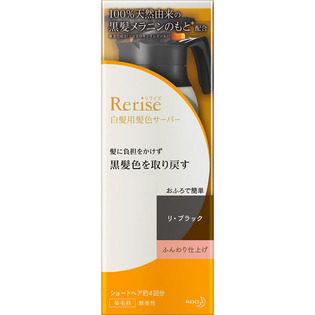 100%天然由来の
黒髪メラニンのもと*配合
リライズ
Rerise
白髪用髪色サーバー
髪に負担をかけず
黒髪色を取り戻す
おふろで簡単
リ・ブラック
ふんわり仕上げ
ショートヘア約4回分
染毛料
無香性
kao